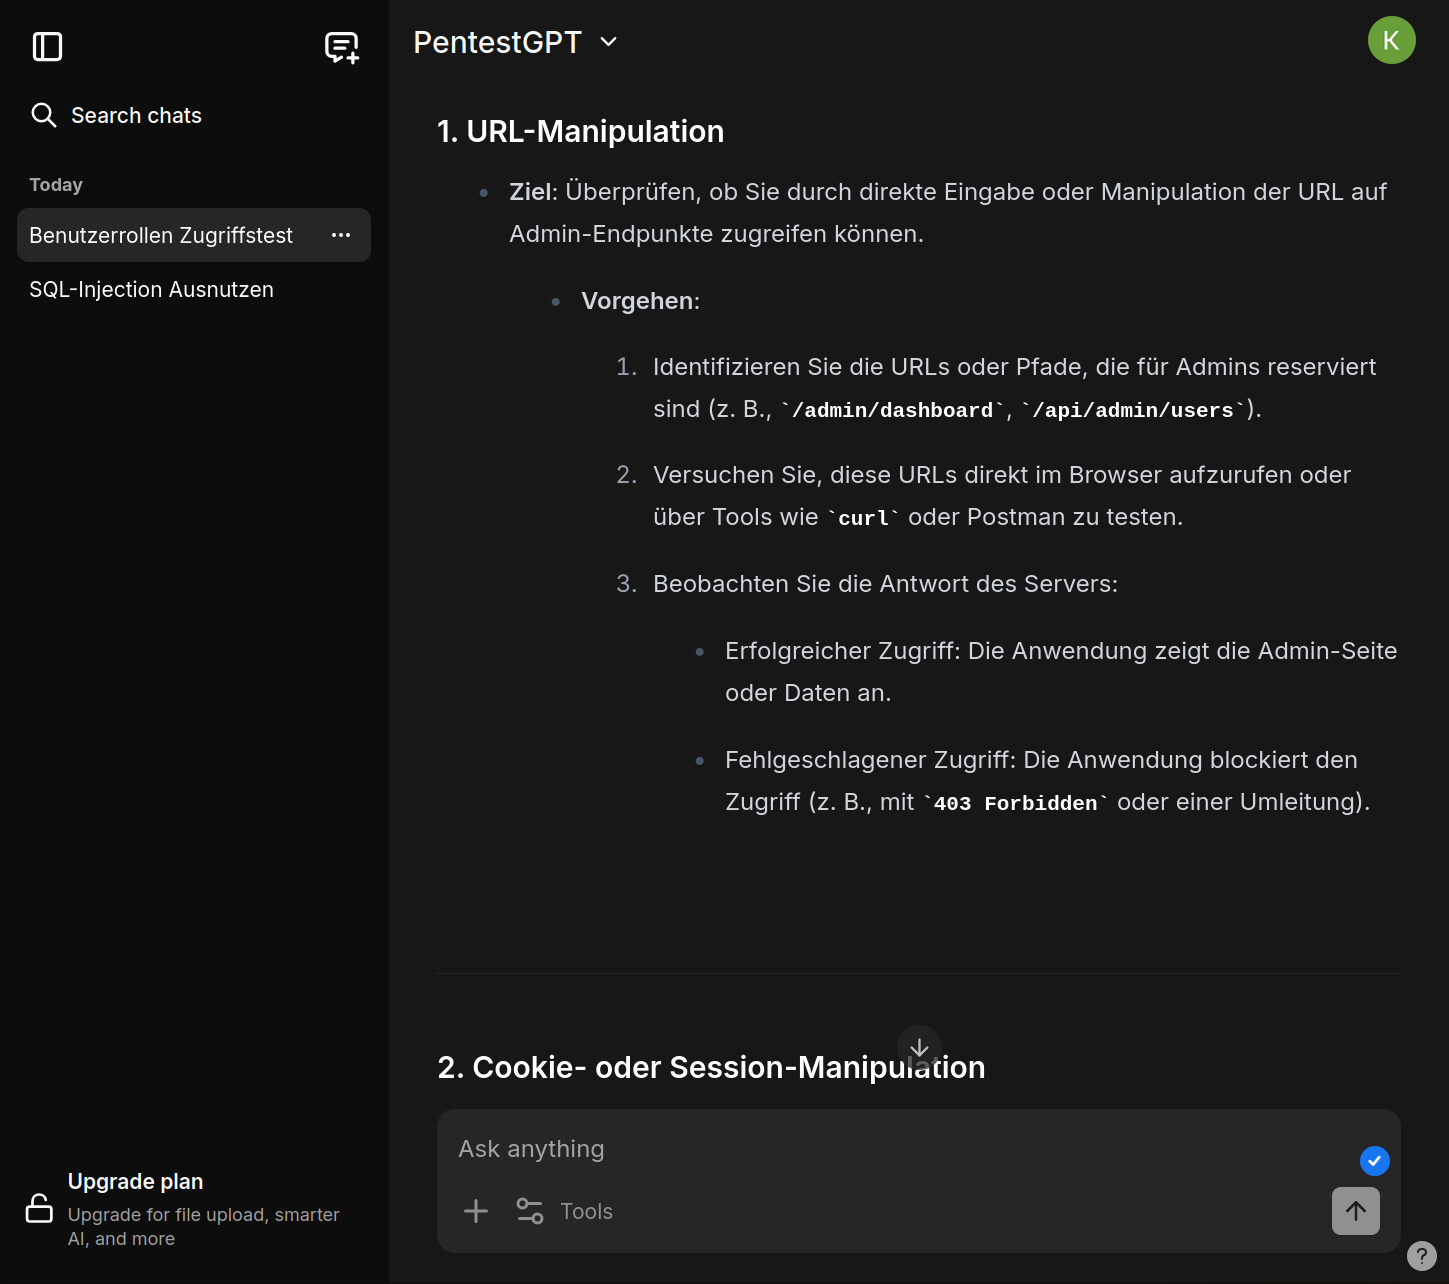 PentestGPT
K
Search chats
Today
Benutzerrollen Zugriffstest
SQL-Injection Ausnutzen
1. URL-Manipulation
Ziel: Überprüfen, ob Sie durch direkte Eingabe oder Manipulation der URL auf
Admin-Endpunkte zugreifen können.
Vorgehen:
1. Identifizieren Sie die URLs oder Pfade, die für Admins reserviert
sind (z. B., `/admin/dashboard`, `/api/admin/users`).
2. Versuchen Sie, diese URLs direkt im Browser aufzurufen oder
über Tools wie `curl` oder Postman zu testen.
3. Beobachten Sie die Antwort des Servers:
Erfolgreicher Zugriff: Die Anwendung zeigt die Admin-Seite
oder Daten an.
Fehlgeschlagener Zugriff: Die Anwendung blockiert den
Zugriff (z. B., mit `403 Forbidden` oder einer Umleitung).
2. Cookie- oder Session-Manipulation
Ask anything
Tools
Upgrade plan
Upgrade for file upload, smarter
AI, and more
?